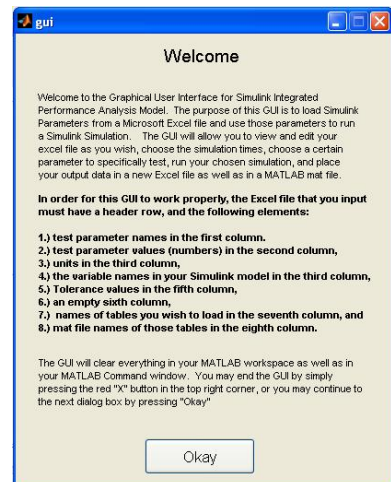 gui
Welcome
Welcome to the Graphical User Interface for Simulink Integrated
Performance Analysis Model. The purpose of this GUI is to load Simulink
Parameters from a Microsoft Excel file and use those parameters to run
a Simulink Simulation. The GUI will allow you to view and edit your
excel file as you wish, choose the simulation times, choose a certain
parameter to specifically test, run your chosen simulation, and place
your output data in a new Excel file as well as in a MATLAB mat file.
In order for this GUI to work properly, the Excel file that you input
must have a header row, and the following elements:
1.) test parameter names in the first column.
2.) test parameter values (numbers) in the second column,
3.) units in the third column,
4.) the variable names in your Simulink model in the third column,
5.) Tolerance values in the fifth column,
6.) an empty sixth column,
7.) names of tables you wish to load in the seventh column, and
8.) mat file names of those tables in the eighth column.
The GUI will clear everything in your MATLAB workspace as well as in
your MATLAB Command window. You may end the GUI by simply
pressing the red "X" button in the top right corner, or you may continue to
the next dialog box by pressing "Okay"
Okay